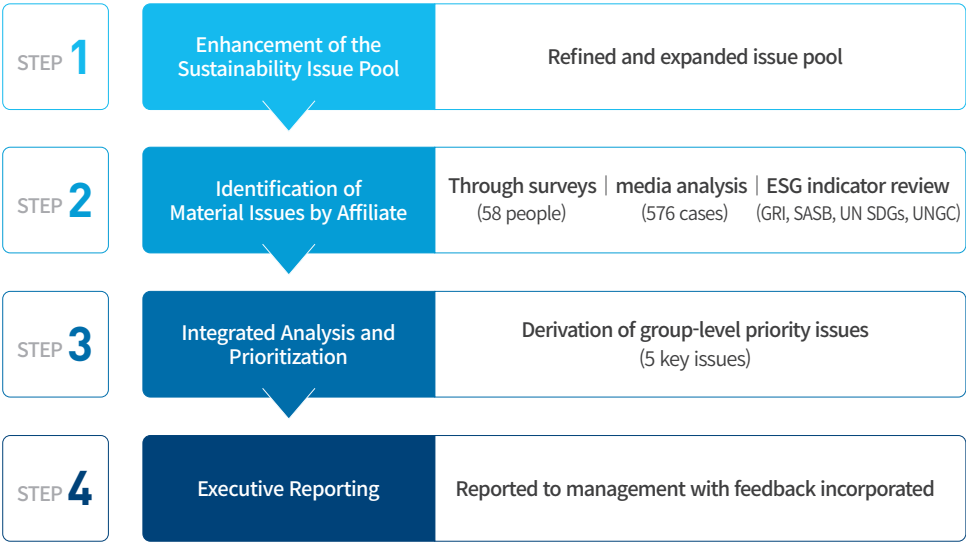 STEP 1
Enhancement of the
Sustainability Issue Pool
Refined and expanded issue pool
STEP 2
Identification of
Material Issues by Affiliate
Through surveys | media analysis | ESG indicator review
(58 people) (576 cases) (GRI, SASB, UN SDGs, UNGC)
STEP 3
Integrated Analysis and
Prioritization
Derivation of group-level priority issues
(5 key issues)
STEP 4
Executive Reporting
Reported to management with feedback incorporated